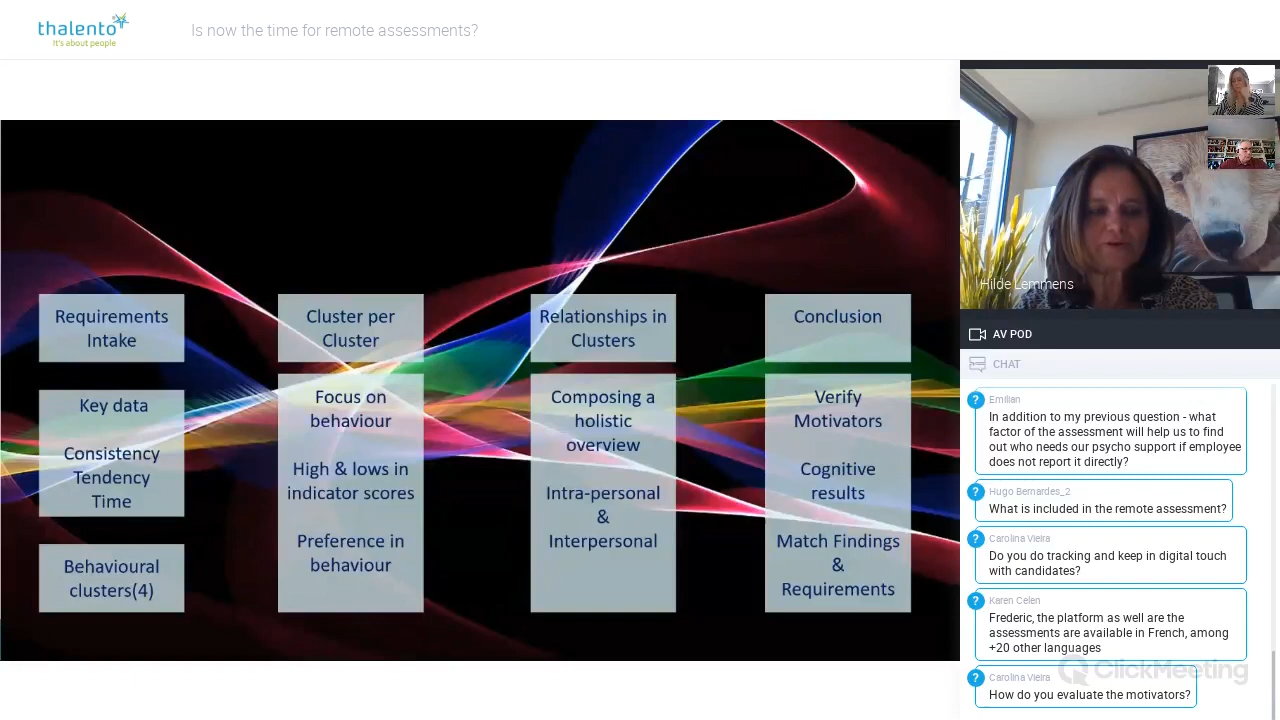 thalento
It's about people
Is now the time for remote assessments?
Requirements
Intake
Key data
Consistency
Tendency
Time
Behavioural
clusters(4)
Cluster per
Cluster
Focus on
behaviour
High & lows in
indicator scores
Preference in
behaviour
Relationships in
Clusters
Composing a
holistic
overview
Intra-personal
&
Interpersonal
Conclusion
Verify
Motivators
Cognitive
results
Match Findings
&
Requirements
Hilde Lemmens
AV POD
CHAT
? Emilian
In addition to my previous question - what
factor of the assessment will help us to find
out who needs our psycho support if employee
does not report it directly?
? Hugo Bernardes_2
What is included in the remote assessment?
? Carolina Vieira
Do you do tracking and keep in digital touch
with candidates?
? Karen Celen
Frederic, the platform as well are the
assessments are available in French, among
+20 other languages
ClickMeeting
? Carolina Vieira
How do you evaluate the motivators?